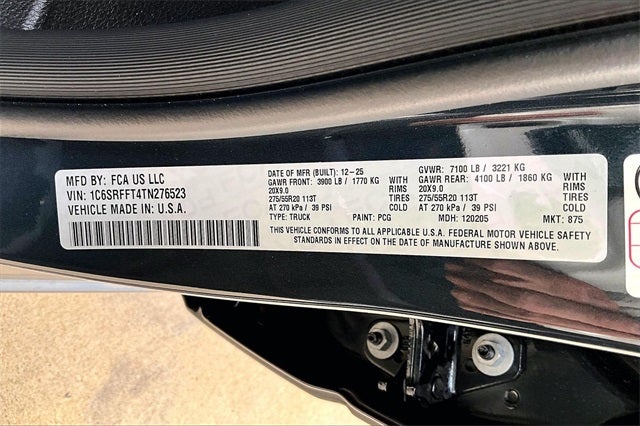 MFD BY: FCA US LLC
VIN: 1C6SRFFT4TN276523
VEHICLE MADE IN: U.S.A.
DATE OF MFR (BUILT): 12-25
GAWR FRONT: 3900 LB / 1770 KG WITH
20X9.0 RIMS
275/55R20 113T TIRES
AT 270 kPa / 39 PSI COLD
TYPE: TRUCK PAINT: PCG
GVWR: 7100 LB / 3221 KG
GAWR REAR: 4100 LB / 1860 KG WITH
20X9.0 RIMS
275/55R20 113T TIRES
AT 270 kPa / 39 PSI COLD
MDH: 120205 MKT: 875
THIS VEHICLE CONFORMS TO ALL APPLICABLE U.S.A. FEDERAL MOTOR VEHICLE SAFETY
STANDARDS IN EFFECT ON THE DATE OF MANUFACTURE SHOWN ABOVE.